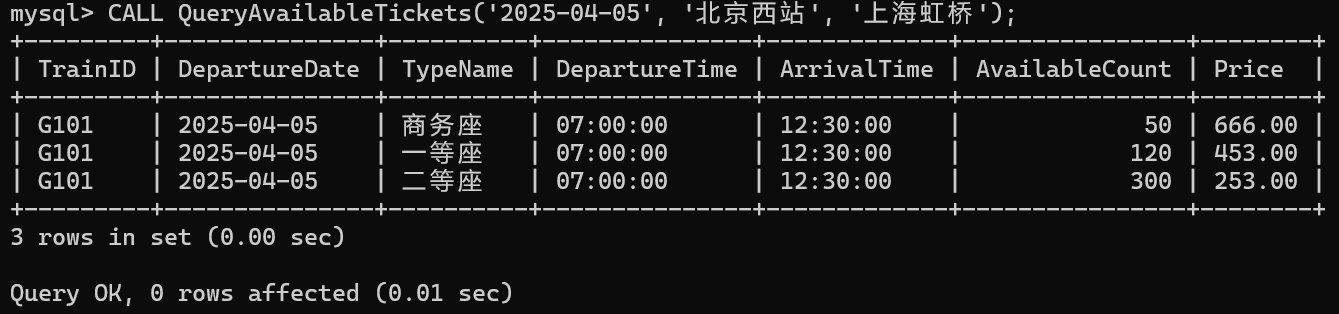 mysql> CALL QueryAvailableTickets('2025-04-05', '北京西站', '上海虹桥');
+----------+---------------+----------+---------------+-------------+----------------+--------+
| TrainID | DepartureDate | TypeName | DepartureTime | ArrivalTime | AvailableCount | Price |
+----------+---------------+----------+---------------+-------------+----------------+--------+
| G101 | 2025-04-05 | 商务座 | 07:00:00 | 12:30:00 | 50 | 666.00 |
| G101 | 2025-04-05 | 一等座 | 07:00:00 | 12:30:00 | 120 | 453.00 |
| G101 | 2025-04-05 | 二等座 | 07:00:00 | 12:30:00 | 300 | 253.00 |
+----------+---------------+----------+---------------+-------------+----------------+--------+
3 rows in set (0.00 sec)
Query OK, 0 rows affected (0.01 sec)